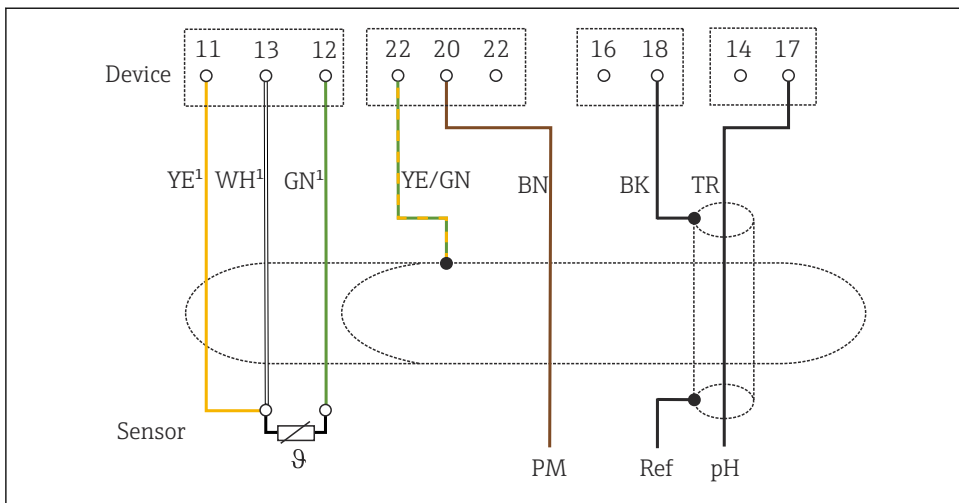 11 13 12 22 20 22 16 18 14 17
Device
YE¹ WH¹ GN¹ YE/GN BN BK TR
Sensor
ϑ PM Ref pH